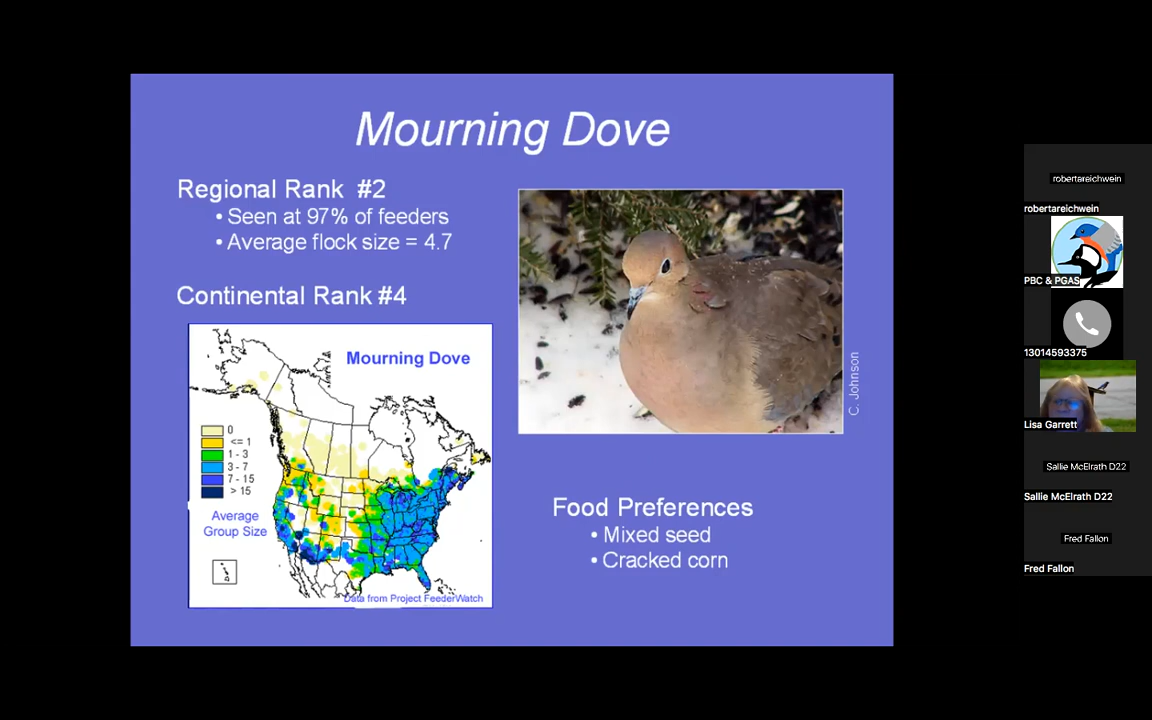 Mourning Dove
Regional Rank #2
• Seen at 97% of feeders
• Average flock size = 4.7
Continental Rank #4
Mourning Dove
0
<= 1
1 - 3
3 - 7
7 - 15
> 15
Average
Group Size
Data from Project FeederWatch
C. Johnson
Food Preferences
• Mixed seed
• Cracked corn
robertareichwein
robertareichwein
PBC & PGAS
13014593375
Lisa Garrett
Sallie McElrath D22
Sallie McElrath D22
Fred Fallon
Fred Fallon